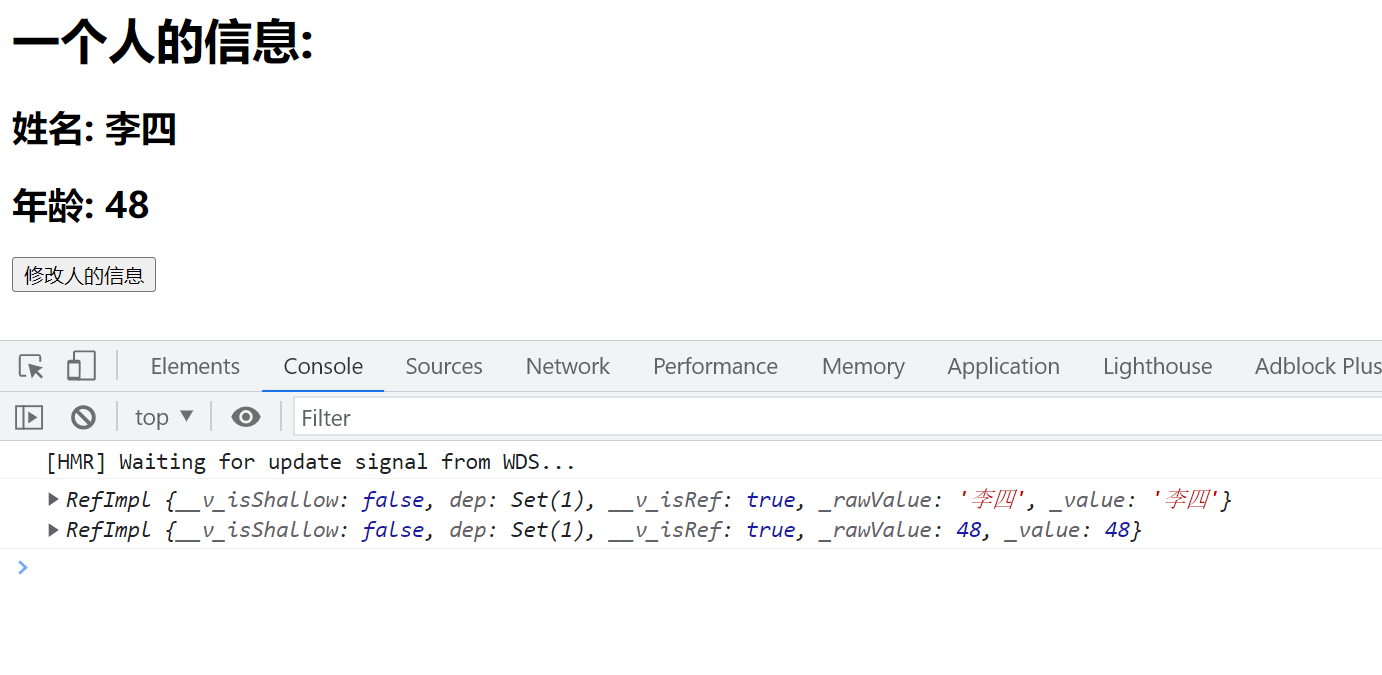 一个人的信息:
姓名: 李四
年龄: 48
修改人的信息
Elements Console Sources Network Performance Memory Application Lighthouse Adblock Plus
top Filter
[HMR] Waiting for update signal from WDS...
RefImpl {__v_isShallow: false, dep: Set(1), __v_isRef: true, _rawValue: '李四', _value: '李四'}
RefImpl {__v_isShallow: false, dep: Set(1), __v_isRef: true, _rawValue: 48, _value: 48}